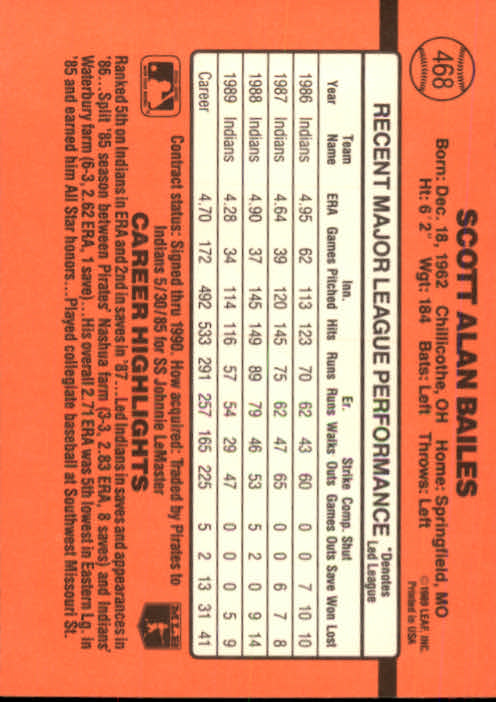 468
SCOTT ALAN BAILES
Born: Dec. 18, 1962 Chillicothe, OH Home: Springfield, MO
Ht: 6'2" Wgt: 184 Bats: Left Throws: Left
© 1989 LEAF, INC.
Printed in USA
RECENT MAJOR LEAGUE PERFORMANCE
*Denotes
Led League
Team Inn. Er. Strike Comp. Shut
Year Name ERA Games Pitched Hits Runs Runs Walks Outs Games Outs Save Won Lost
1986 Indians 4.95 62 113 123 70 62 43 60 0 0 7 10 10
1987 Indians 4.64 39 120 145 75 62 47 65 0 0 6 7 8
1988 Indians 4.90 37 145 149 89 79 46 53 5 2 0 9 14
1989 Indians 4.28 34 114 116 57 54 29 47 0 0 0 5 9
Career 4.70 172 492 533 291 257 165 225 5 2 13 31 41
Contract status: Signed thru 1990. How acquired: Traded by Pirates to
Indians 5/30/85 for SS Johnnie LeMaster
CAREER HIGHLIGHTS
MLB
Ranked 5th on Indians in ERA and 2nd in saves in '87...Led Indians in saves and appearances in
'86...Split '85 season between Pirates' Nashua farm (3-3, 2.83 ERA, 8 saves) and Indians'
Waterbury farm (6-3, 2.62 ERA, 1 save)...His overall 2.71 ERA was 5th lowest in Eastern Lg. in
'85 and earned him All Star honors...Played collegiate baseball at Southwest Missouri St.